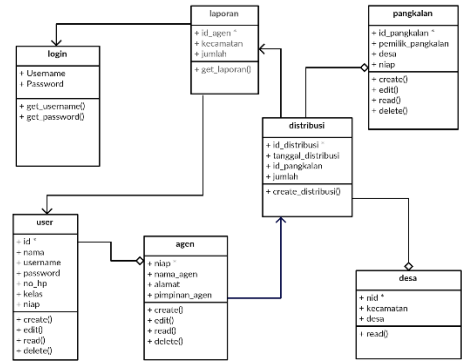 laporan
+ id_agen *
+ kecamatan
+ jumlah
+ get_laporan()
pangkalan
+ id_pangkalan *
+ pemilik_pangkalan
+ desa
+ niap
+ create()
+ edit()
+ read()
+ delete()
login
+ Username
+ Password
+ get_username()
+ get_password()
distribusi
+ id_distribusi *
+ tanggal_distribusi
+ id_pangkalan
+ jumlah
+ create_distribusi()
user
+ id *
+ nama
+ username
+ password
+ no_hp
+ kelas
+ niap
+ create()
+ edit()
+ read()
+ delete()
agen
+ niap *
+ nama_agen
+ alamat
+ pimpinan_agen
+ create()
+ edit()
+ read()
+ delete()
desa
+ nid *
+ kecamatan
+ desa
+ read()